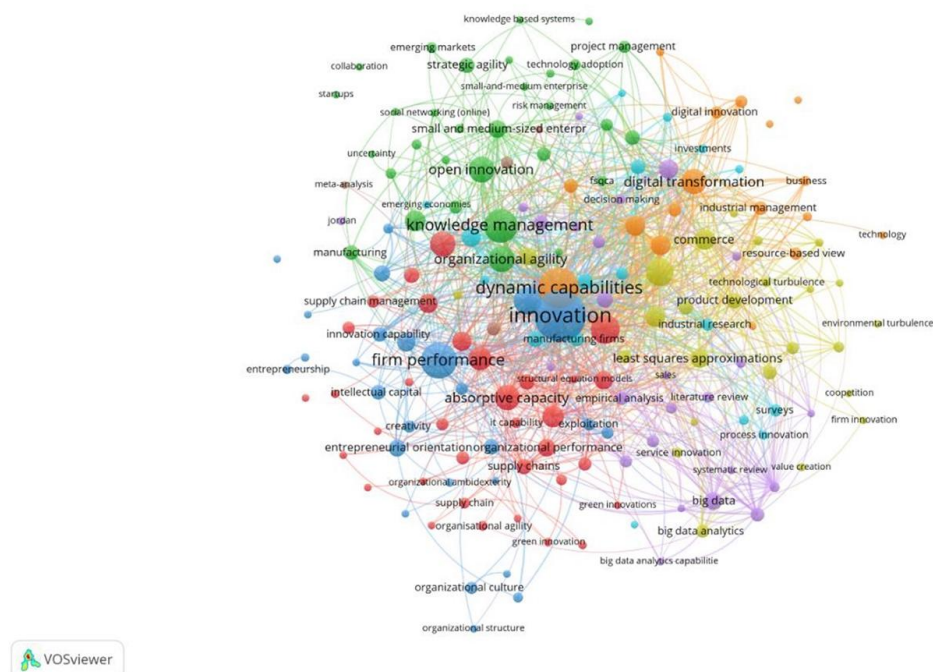 knowledge based systems
emerging markets
project management
collaboration
strategic agility
technology adoption
small-and-medium enterprise
startups
risk management
social networking (online)
digital innovation
small and medium-sized enterpr
investments
uncertainty
open innovation
fsqca
digital transformation
business
meta-analysis
decision making
emerging economies
industrial management
jordan
knowledge management
technology
commerce
manufacturing
organizational agility
resource-based view
technological turbulence
dynamic capabilities
supply chain management
product development
innovation
industrial research
environmental turbulence
innovation capability
manufacturing firms
firm performance
least squares approximations
entrepreneurship
structural equation models
sales
intellectual capital
absorptive capacity
empirical analysis
literature review
coopetition
surveys
creativity
it capability
exploitation
firm innovation
process innovation
entrepreneurial orientation
organizational performance
service innovation
supply chains
systematic review
value creation
organizational ambidexterity
supply chain
green innovations
big data
organisational agility
big data analytics
green innovation
big data analytics capabilitie
organizational culture
organizational structure
VOSviewer